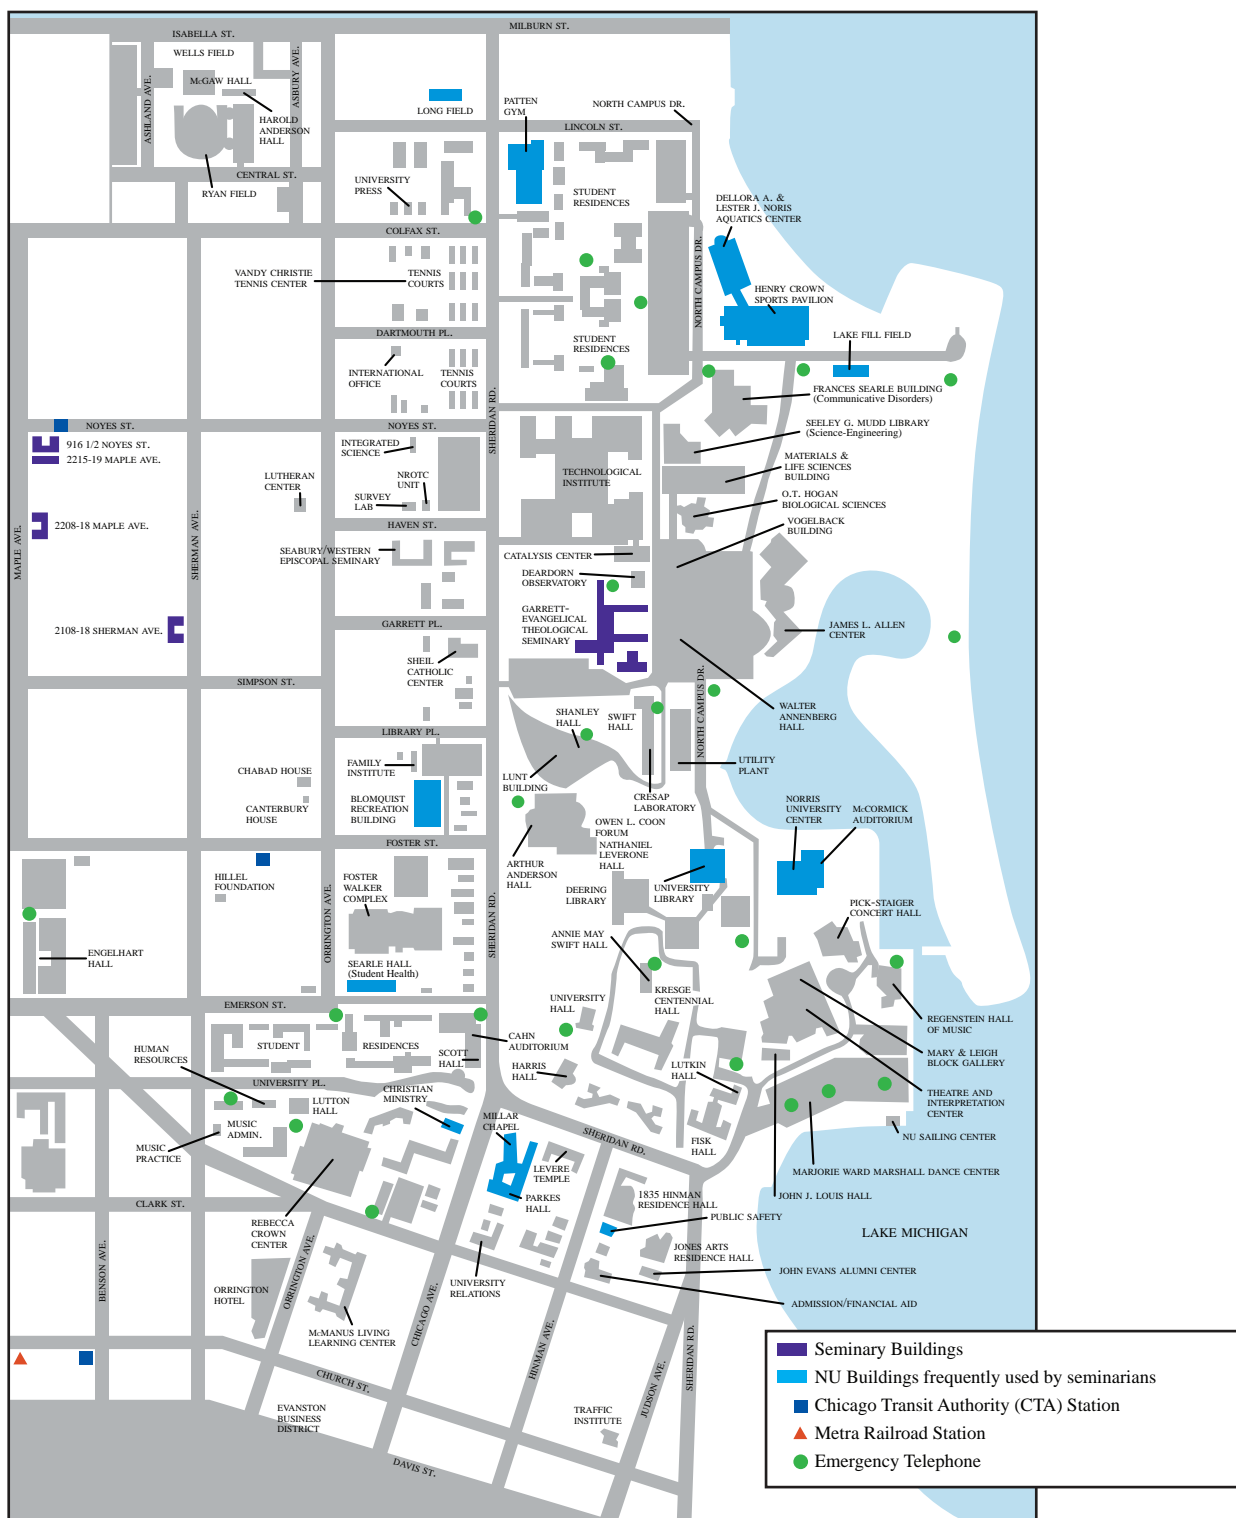 MILBURN ST.
ISABELLA ST.
WELLS FIELD
McGAW HALL
ASHLAND AVE.
ASBURY AVE.
HAROLD
ANDERSON
HALL
LONG FIELD
PATTEN
GYM
NORTH CAMPUS DR.
LINCOLN ST.
CENTRAL ST.
RYAN FIELD
UNIVERSITY
PRESS
STUDENT
RESIDENCES
DELLORA A. &
LESTER J. NORIS
AQUATICS CENTER
COLFAX ST.
NORTH CAMPUS DR.
VANDY CHRISTIE
TENNIS CENTER
TENNIS
COURTS
HENRY CROWN
SPORTS PAVILION
DARTMOUTH PL.
STUDENT
RESIDENCES
LAKE FILL FIELD
INTERNATIONAL
OFFICE
TENNIS
COURTS
SHERIDAN RD.
FRANCES SEARLE BUILDING
(Communicative Disorders)
NOYES ST.
NOYES ST.
SEELEY G. MUDD LIBRARY
(Science-Engineering)
916 1/2 NOYES ST.
2215-19 MAPLE AVE.
INTEGRATED
SCIENCE
MATERIALS &
LIFE SCIENCES
BUILDING
LUTHERAN
CENTER
NROTC
UNIT
SURVEY
LAB
TECHNOLOGICAL
INSTITUTE
O.T. HOGAN
BIOLOGICAL SCIENCES
2208-18 MAPLE AVE.
MAPLE AVE.
SHERMAN AVE.
HAVEN ST.
VOGELBACK
BUILDING
SEABURY/WESTERN
EPISCOPAL SEMINARY
CATALYSIS CENTER
DEARDORN
OBSERVATORY
GARRETT-
EVANGELICAL
THEOLOGICAL
SEMINARY
2108-18 SHERMAN AVE.
GARRETT PL.
JAMES L. ALLEN
CENTER
SHEIL
CATHOLIC
CENTER
SIMPSON ST.
NORTH CAMPUS DR.
SHANLEY
HALL
SWIFT
HALL
WALTER
ANNENBERG
HALL
LIBRARY PL.
FAMILY
INSTITUTE
CHABAD HOUSE
LUNT
BUILDING
UTILITY
PLANT
CANTERBURY
HOUSE
BLOMQUIST
RECREATION
BUILDING
CRESAP
LABORATORY
NORRIS
UNIVERSITY
CENTER
McCORMICK
AUDITORIUM
OWEN L. COON
FORUM
NATHANIEL
LEVERONE
HALL
FOSTER ST.
ARTHUR
ANDERSON
HALL
HILLEL
FOUNDATION
FOSTER
WALKER
COMPLEX
DEERING
LIBRARY
UNIVERSITY
LIBRARY
PICK-STAIGER
CONCERT HALL
ORRINGTON AVE.
SHERIDAN RD.
ANNIE MAY
SWIFT HALL
ENGELHART
HALL
SEARLE HALL
(Student Health)
EMERSON ST.
UNIVERSITY
HALL
KRESGE
CENTENNIAL
HALL
REGENSTEIN HALL
OF MUSIC
STUDENT
RESIDENCES
CAHN
AUDITORIUM
HUMAN
RESOURCES
SCOTT
HALL
HARRIS
HALL
LUTKIN
HALL
MARY & LEIGH
BLOCK GALLERY
UNIVERSITY PL.
CHRISTIAN
MINISTRY
THEATRE AND
INTERPRETATION
CENTER
LUTTON
HALL
MUSIC
ADMIN.
MILLAR
CHAPEL
SHERIDAN RD.
FISK
HALL
NU SAILING CENTER
MUSIC
PRACTICE
LEVERE
TEMPLE
MARJORIE WARD MARSHALL DANCE CENTER
CLARK ST.
PARKES
HALL
1835 HINMAN
RESIDENCE HALL
JOHN J. LOUIS HALL
PUBLIC SAFETY
REBECCA
CROWN
CENTER
LAKE MICHIGAN
JONES ARTS
RESIDENCE HALL
BENSON AVE.
ORRINGTON AVE.
JOHN EVANS ALUMNI CENTER
ORRINGTON
HOTEL
UNIVERSITY
RELATIONS
ADMISSION/FINANCIAL AID
CHICAGO AVE.
McMANUS LIVING
LEARNING CENTER
HINMAN AVE.
JUDSON AVE.
SHERIDAN RD.
CHURCH ST.
EVANSTON
BUSINESS
DISTRICT
TRAFFIC
INSTITUTE
DAVIS ST.
Seminary Buildings
NU Buildings frequently used by seminarians
Chicago Transit Authority (CTA) Station
Metra Railroad Station
Emergency Telephone